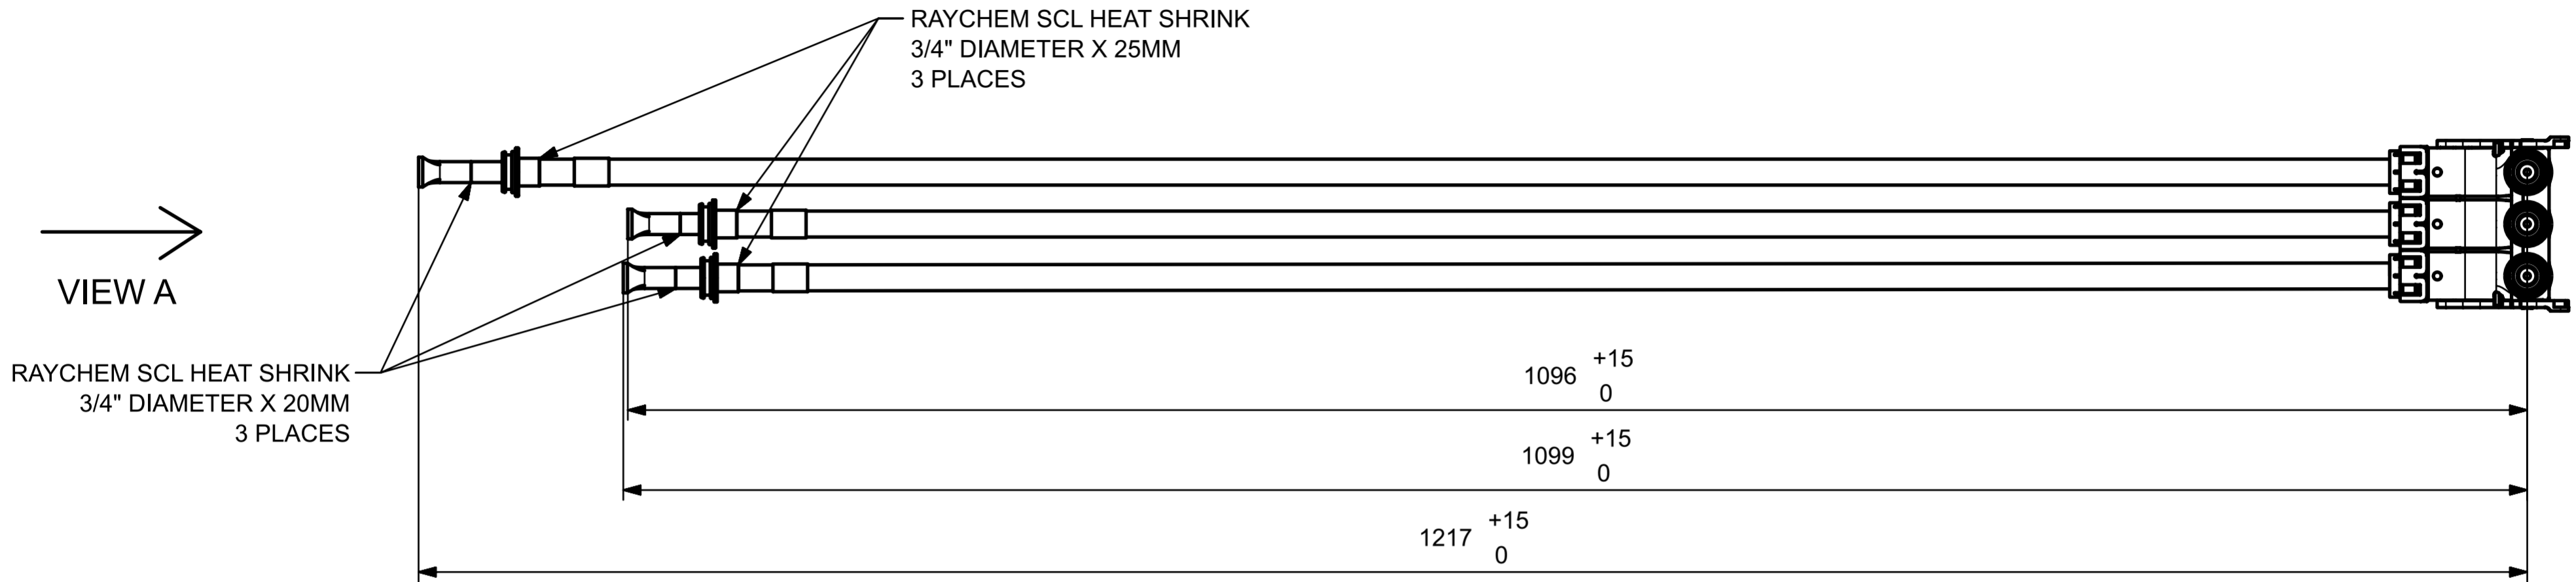 RAYCHEM SCL HEAT SHRINK
3/4" DIAMETER X 25MM
3 PLACES
VIEW A
RAYCHEM SCL HEAT SHRINK
3/4" DIAMETER X 20MM
3 PLACES
1096 +15
0
1099 +15
0
1217 +15
0